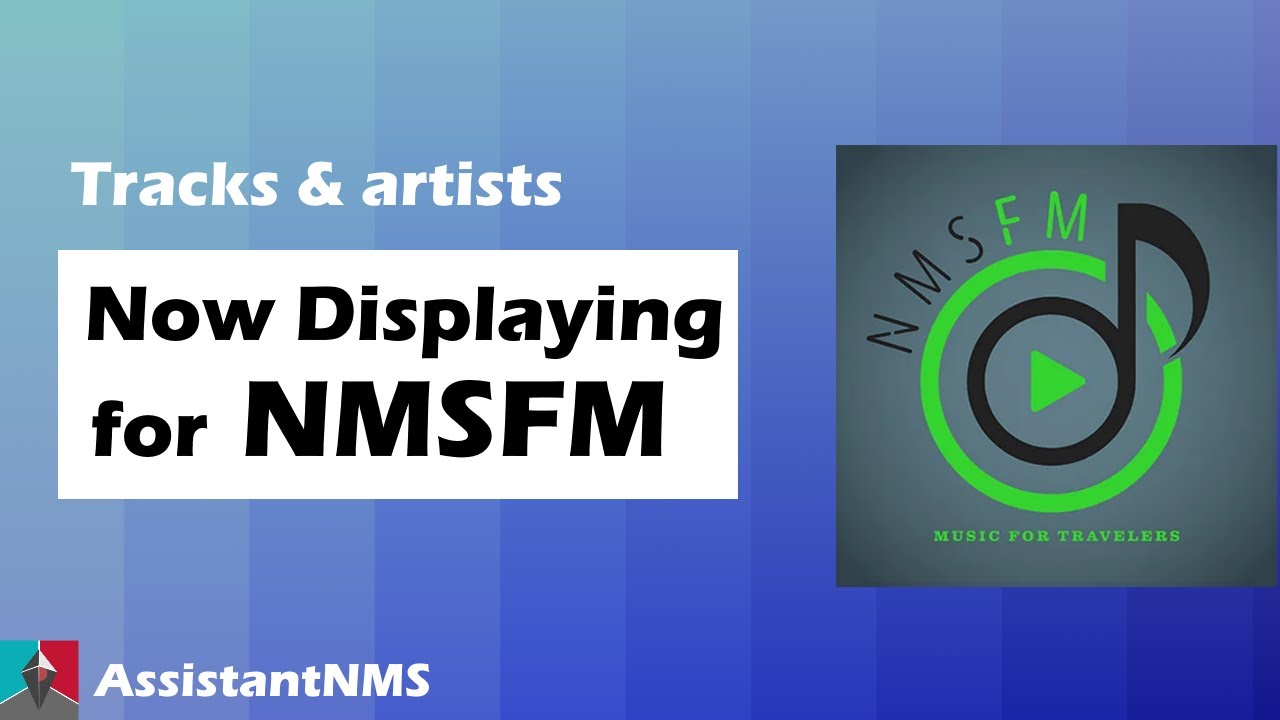 Tracks & artists
Now Displaying
for NMSFM
NMSFM
MUSIC FOR TRAVELERS
AssistantNMS